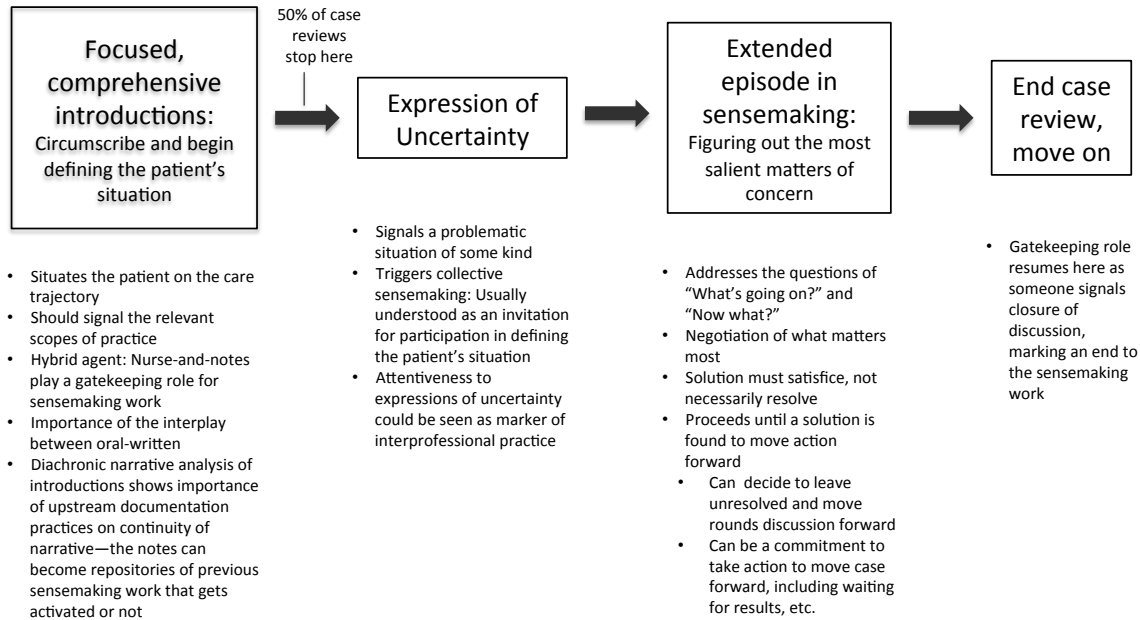 Focused,
comprehensive
introductions:
Circumscribe and begin
defining the patient's
situation
50% of case
reviews
stop here
Expression of
Uncertainty
Extended
episode in
sensemaking:
Figuring out the most
salient matters of
concern
End case
review,
move on
• Situates the patient on the care
trajectory
• Should signal the relevant
scopes of practice
• Hybrid agent: Nurse-and-notes
play a gatekeeping role for
sensemaking work
• Importance of the interplay
between oral-written
• Diachronic narrative analysis of
introductions shows importance
of upstream documentation
practices on continuity of
narrative—the notes can
become repositories of previous
sensemaking work that gets
activated or not
• Signals a problematic
situation of some kind
• Triggers collective
sensemaking: Usually
understood as an invitation
for participation in defining
the patient's situation
• Attentiveness to
expressions of uncertainty
could be seen as marker of
interprofessional practice
• Addresses the questions of
"What's going on?" and
"Now what?"
• Negotiation of what matters
most
• Solution must satisfice, not
necessarily resolve
• Proceeds until a solution is
found to move action
forward
• Can decide to leave
unresolved and move
rounds discussion forward
• Can be a commitment to
take action to move case
forward, including waiting
for results, etc.
• Gatekeeping role
resumes here as
someone signals
closure of
discussion,
marking an end to
the sensemaking
work